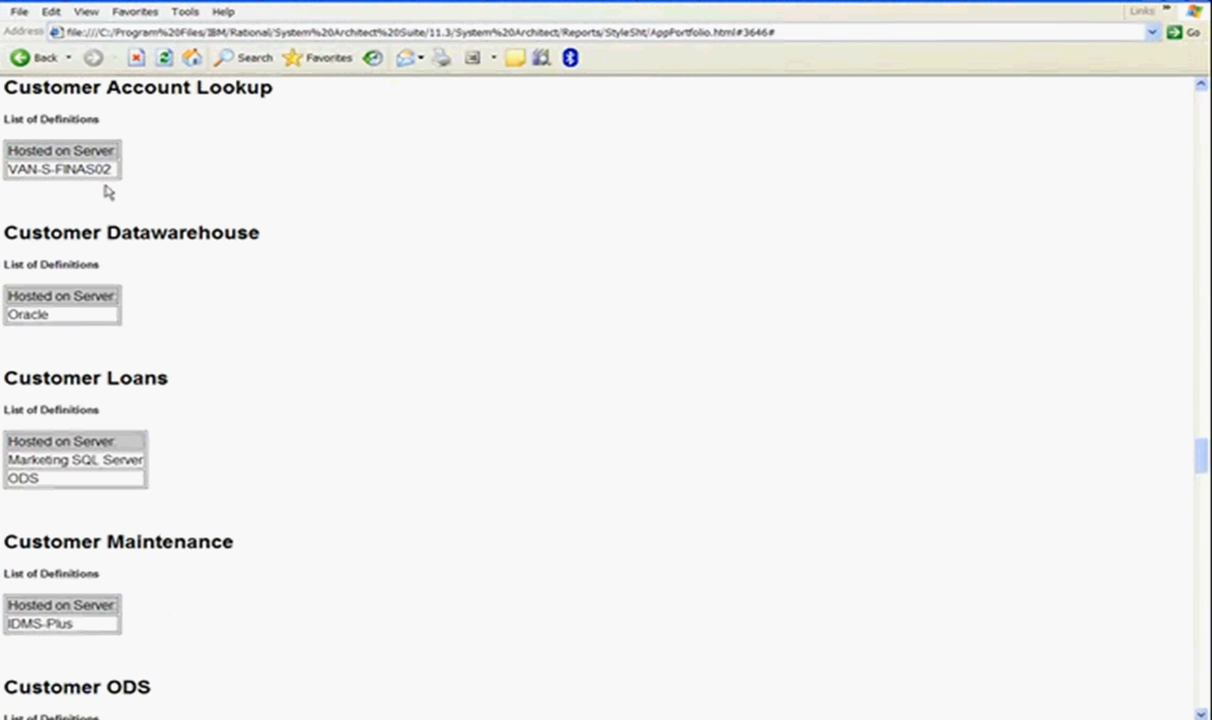 File Edit View Favorites Tools Help Links »
Address file:///C:/Program%20Files/IBM/Rational/System%20Architect%20Suite/11.3/System%20Architect/Reports/StyleSht/AppPortfolio.html#3646# Go
Back Search Favorites
Customer Account Lookup
List of Definitions
Hosted on Server:
VAN-S-FINAS02
Customer Datawarehouse
List of Definitions
Hosted on Server:
Oracle
Customer Loans
List of Definitions
Hosted on Server:
Marketing SQL Server
ODS
Customer Maintenance
List of Definitions
Hosted on Server:
IDMS-Plus
Customer ODS
List of Definitions